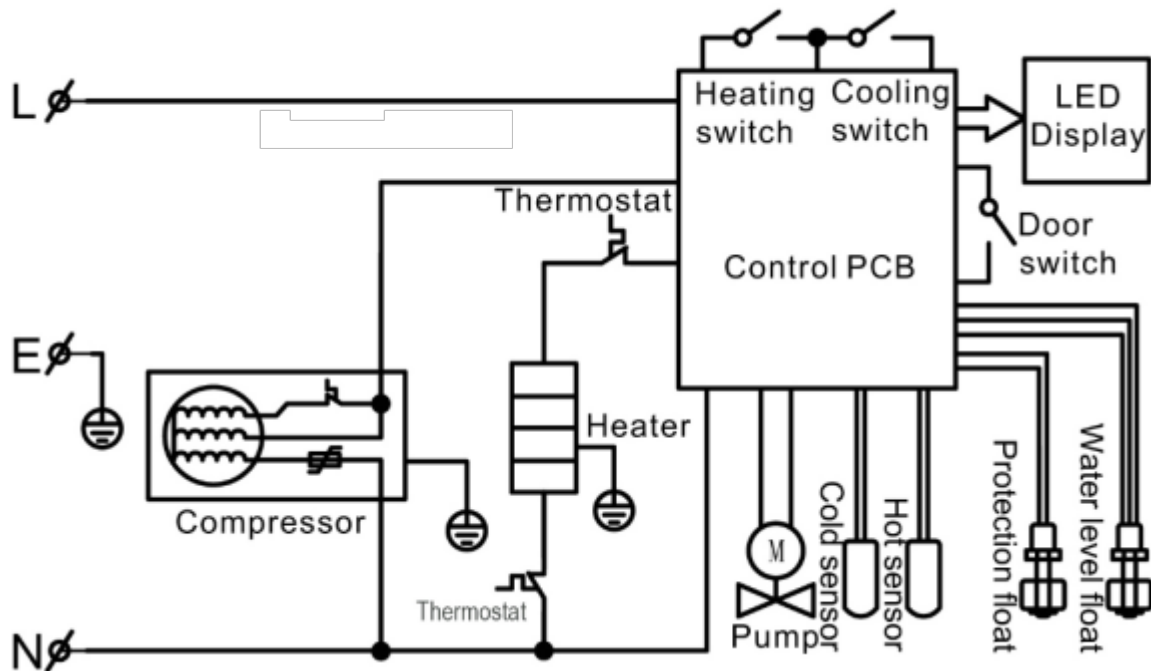 L
Heating
switch
Cooling
switch
LED
Display
Thermostat
Door
switch
Control PCB
E
Heater
Compressor
Thermostat
N
M
Pump
Cold sensor
Hot sensor
Protection float
Water level float